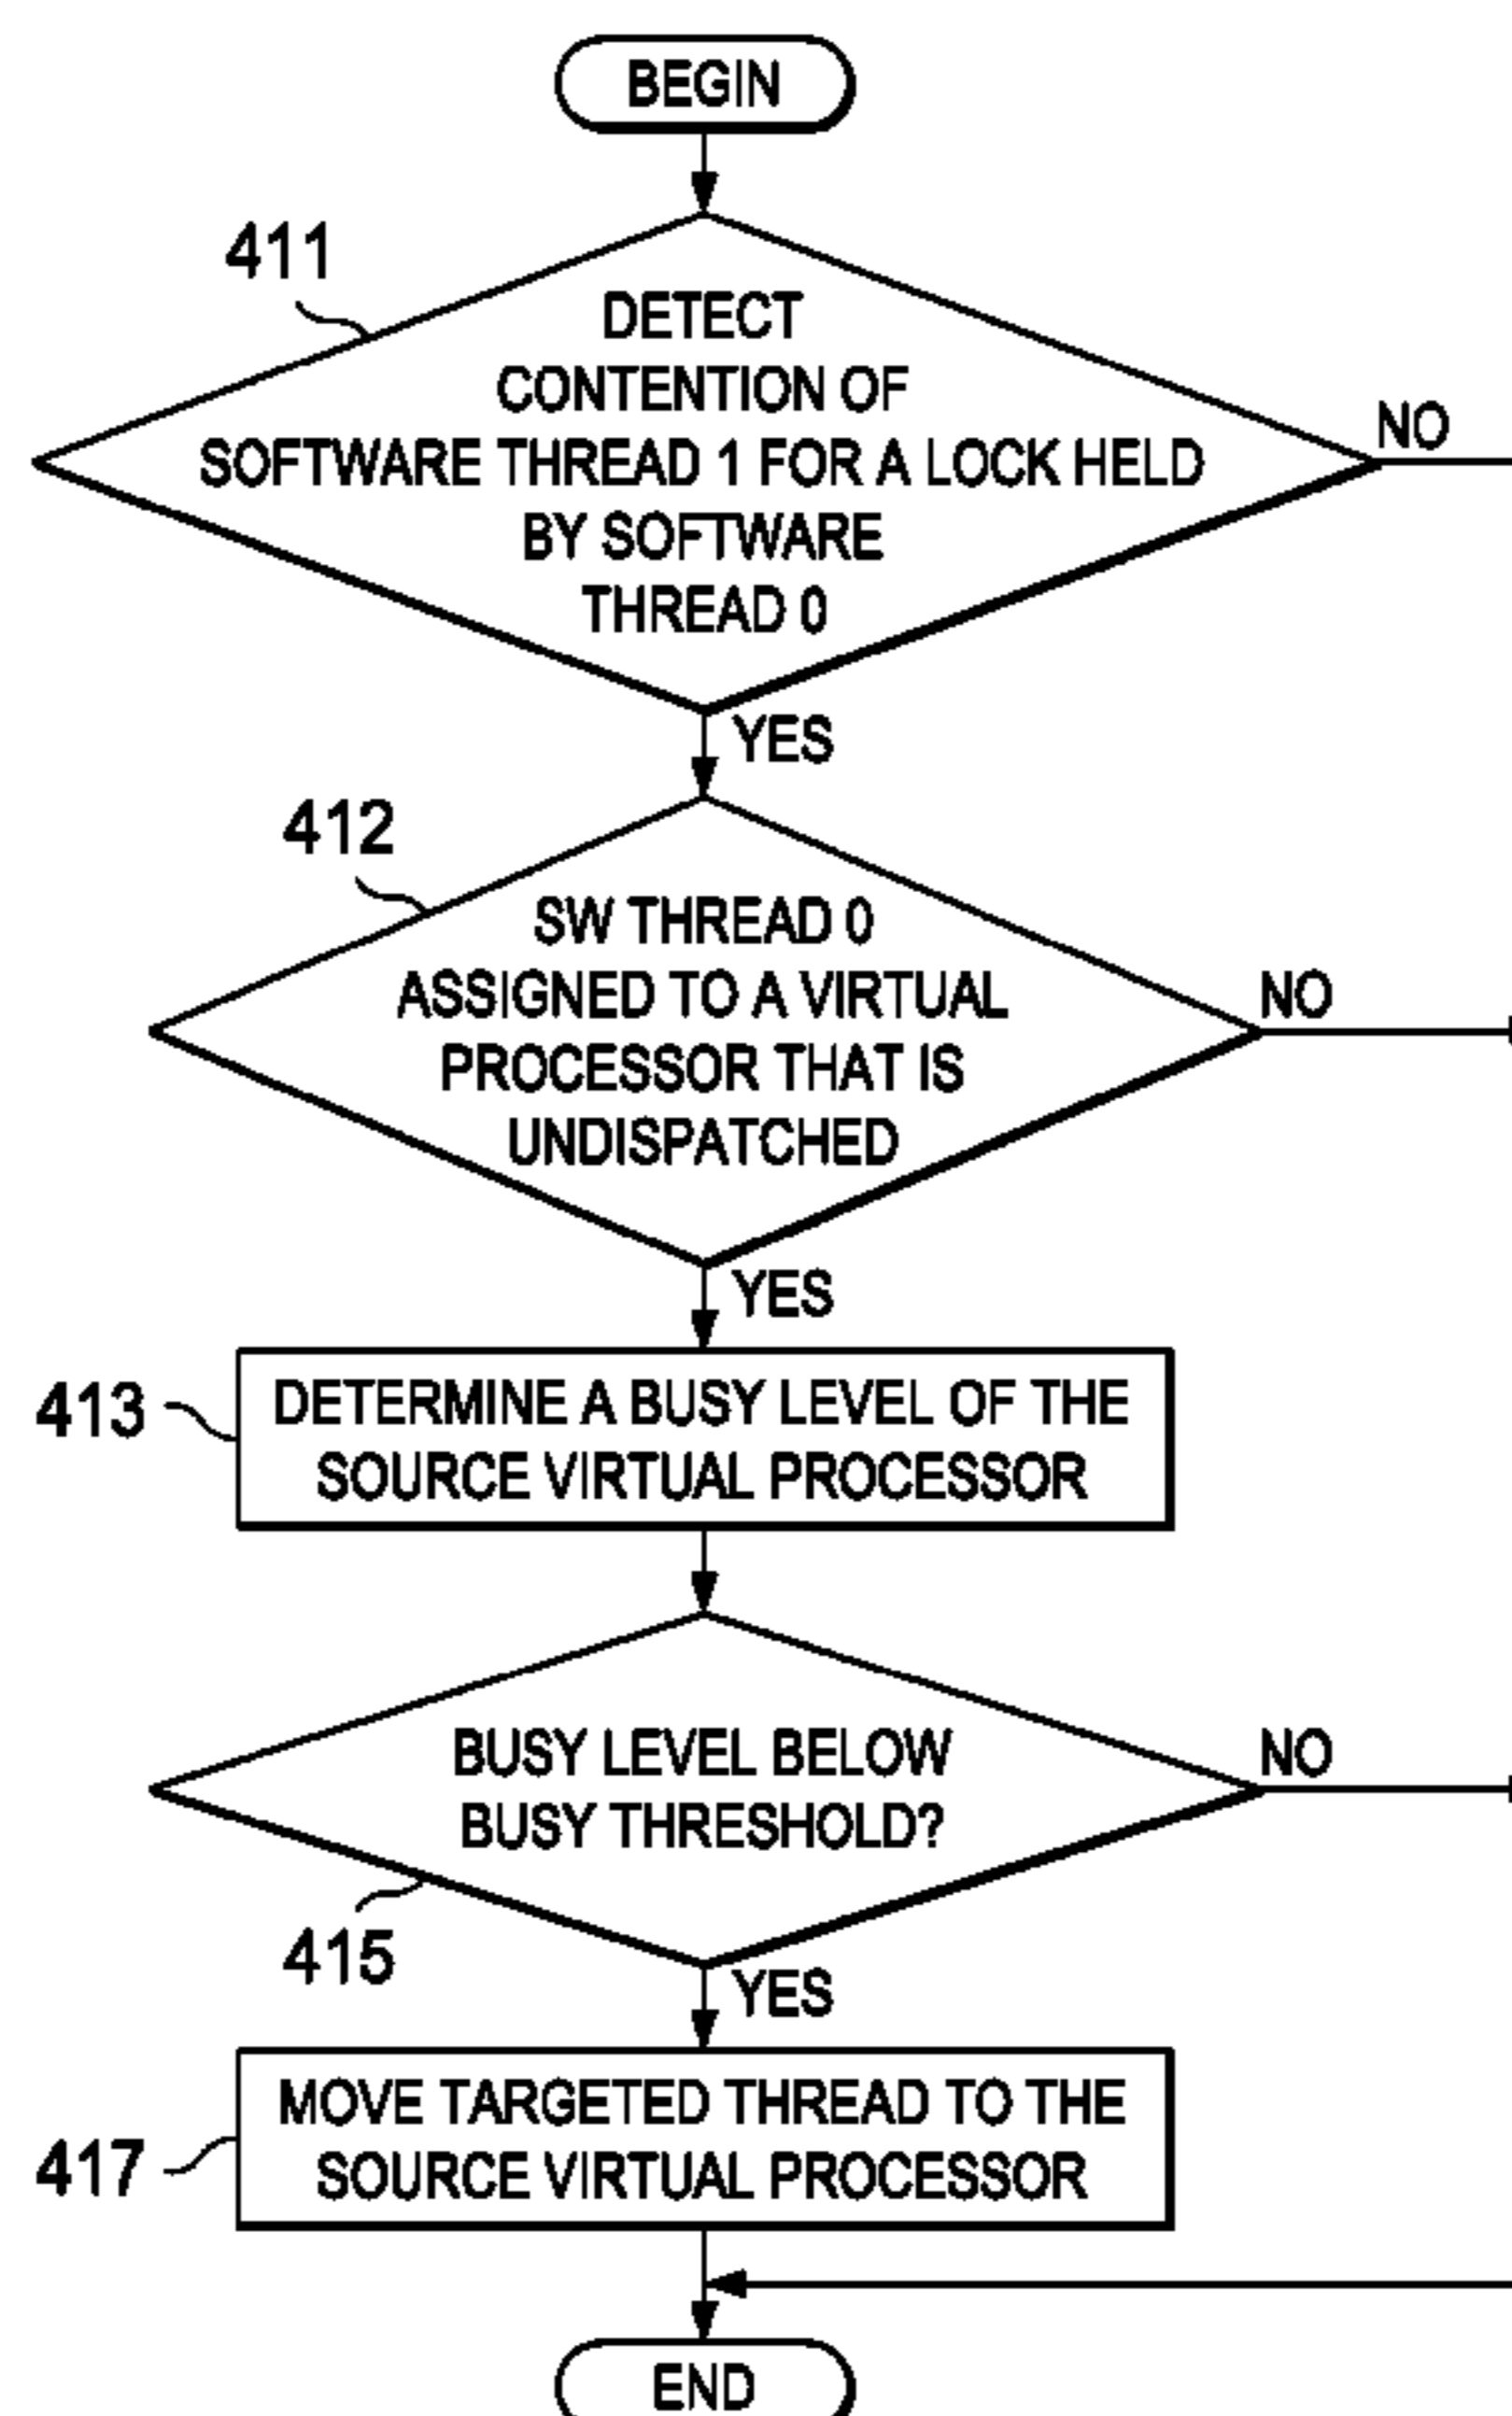 BEGIN
411
DETECT
CONTENTION OF
SOFTWARE THREAD 1 FOR A LOCK HELD
BY SOFTWARE
THREAD 0
NO
YES
412
SW THREAD 0
ASSIGNED TO A VIRTUAL
PROCESSOR THAT IS
UNDISPATCHED
NO
YES
413
DETERMINE A BUSY LEVEL OF THE
SOURCE VIRTUAL PROCESSOR
BUSY LEVEL BELOW
BUSY THRESHOLD?
NO
415
YES
417
MOVE TARGETED THREAD TO THE
SOURCE VIRTUAL PROCESSOR
END